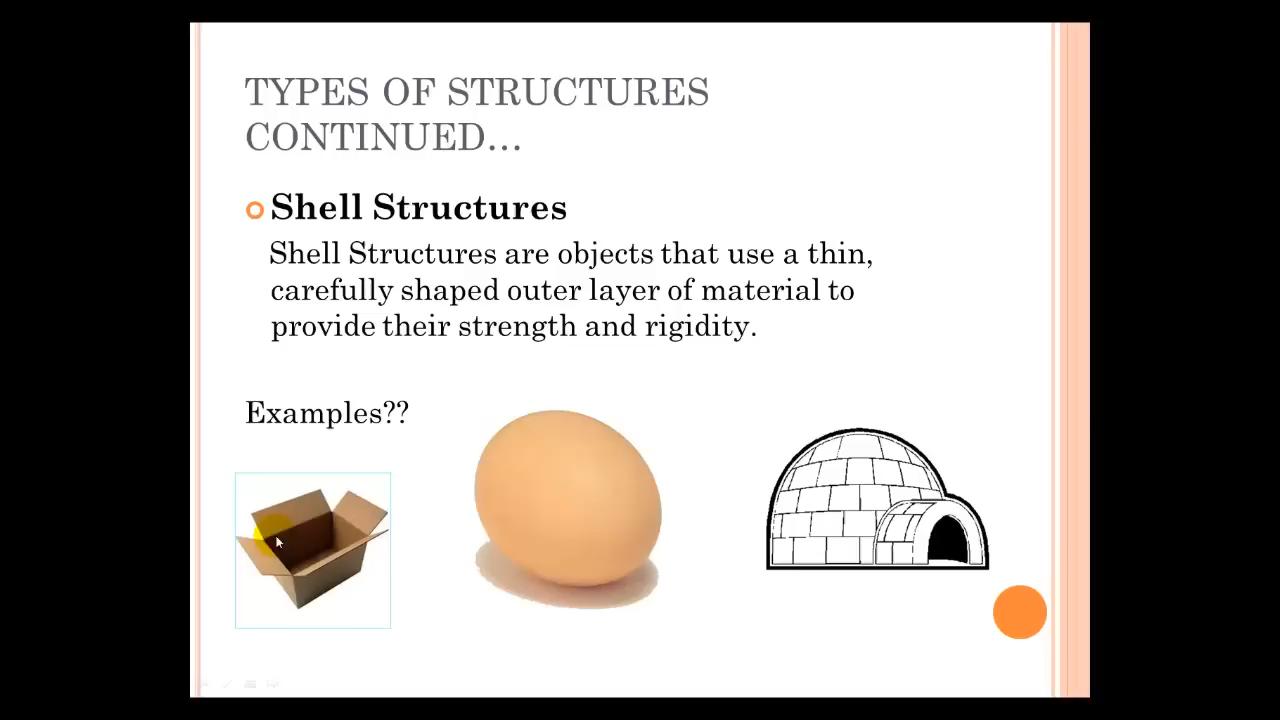 TYPES OF STRUCTURES
CONTINUED…
Shell Structures
Shell Structures are objects that use a thin,
carefully shaped outer layer of material to
provide their strength and rigidity.
Examples??